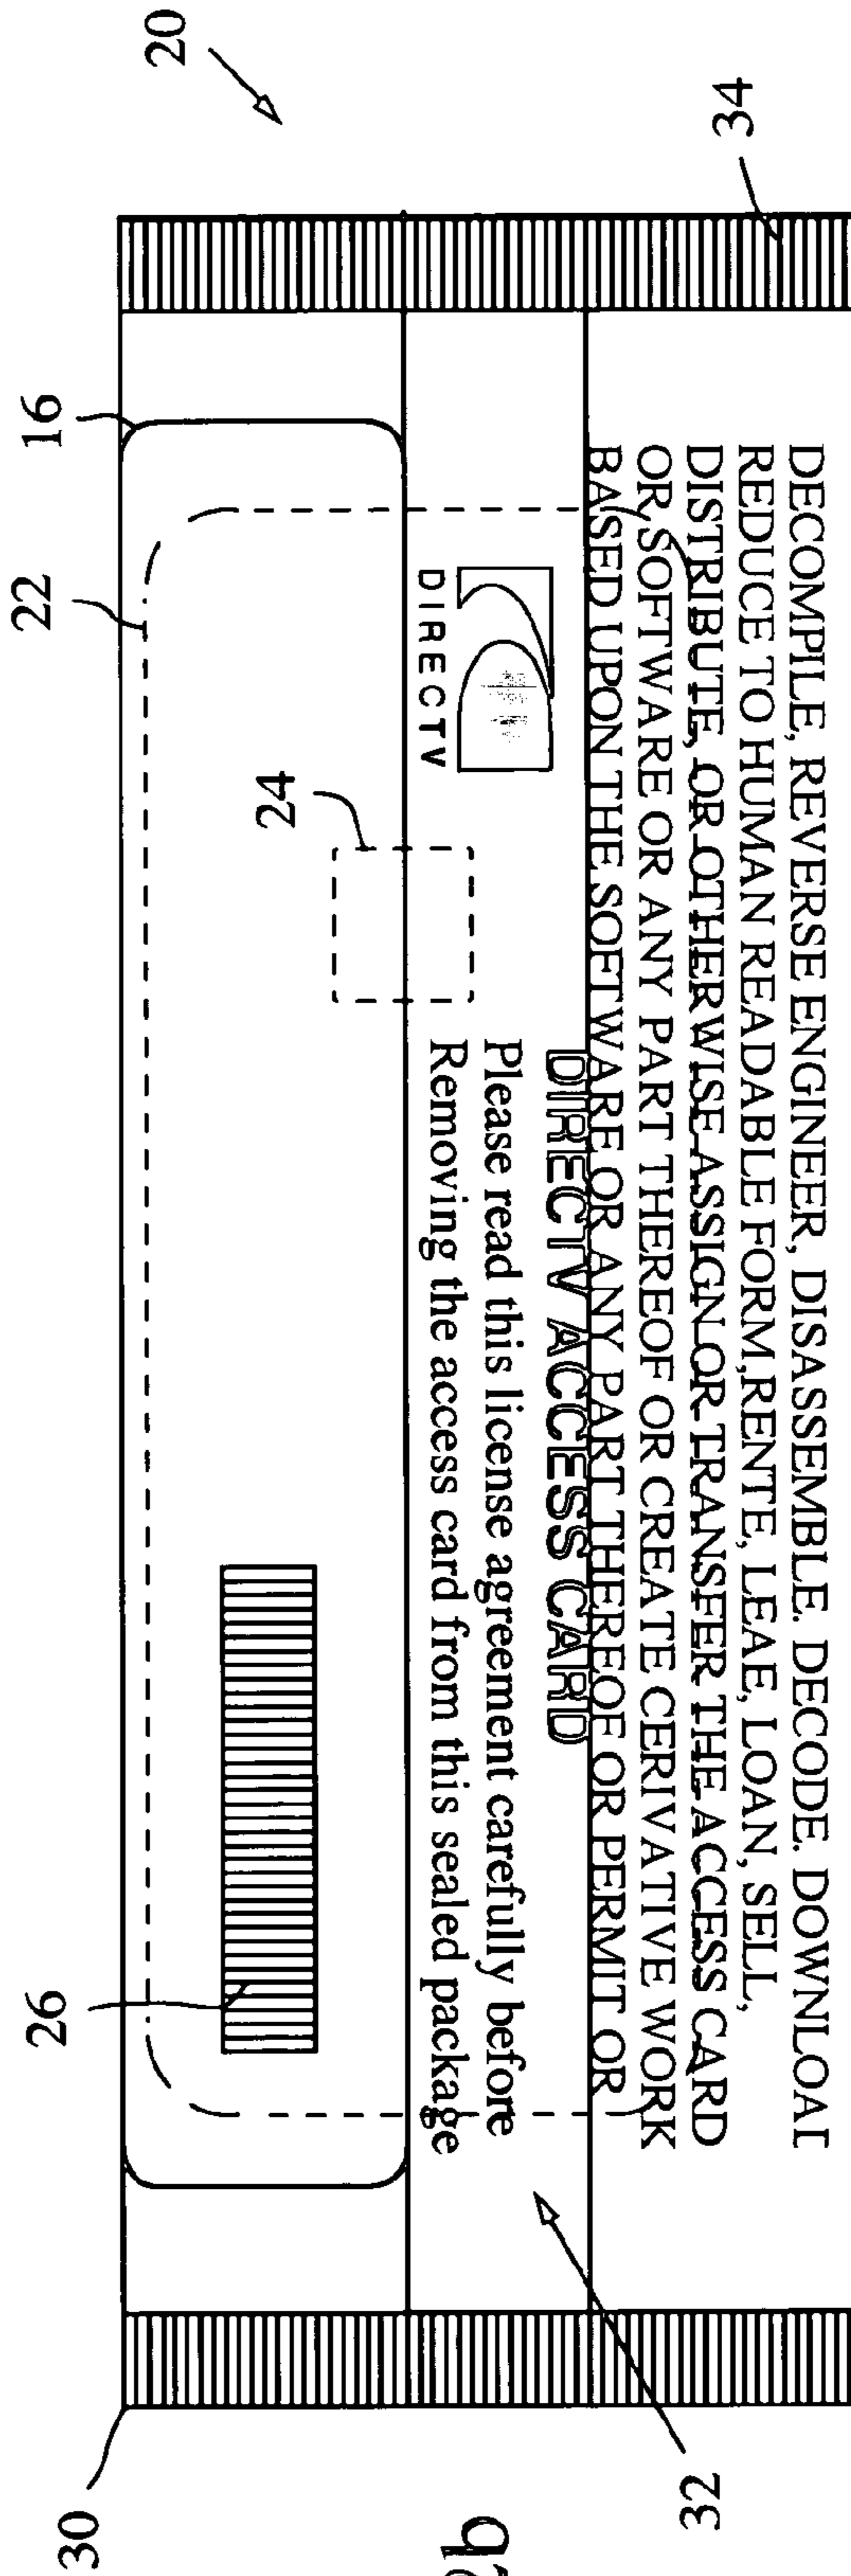 DECOMPILE, REVERSE ENGINEER, DISASSEMBLE. DECODE. DOWNLOAI
REDUCE TO HUMAN READABLE FORM,RENTE, LEAE, LOAN, SELL,
DISTRIBUTE, OR OTHERWISE ASSIGN OR TRANSFER THE ACCESS CARD
OR SOFTWARE OR ANY PART THEREOF OR CREATE CERIVATIVE WORK
BASED UPON THE SOFTWARE OR ANY PART THEREOF OR PERMIT OR
DIRECTV ACCESS CARD
Please read this license agreement carefully before
Removing the access card from this sealed package
DIRECTV
20
34
16
22
24
26
30
32
2b